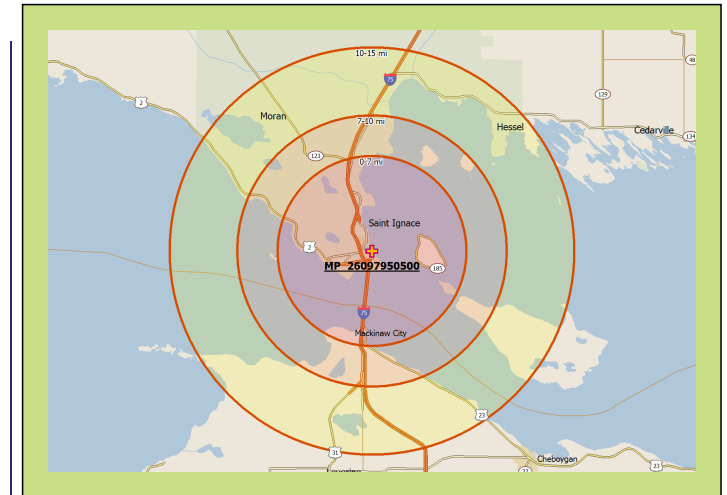 10-15 mi
75
48
2
129
Moran
7-10 mi
Hessel
Cedarville
134
123
0-7 mi
Saint Ignace
2
MP_26097950500
185
75
Mackinaw City
23
31
Cheboygan
23
27